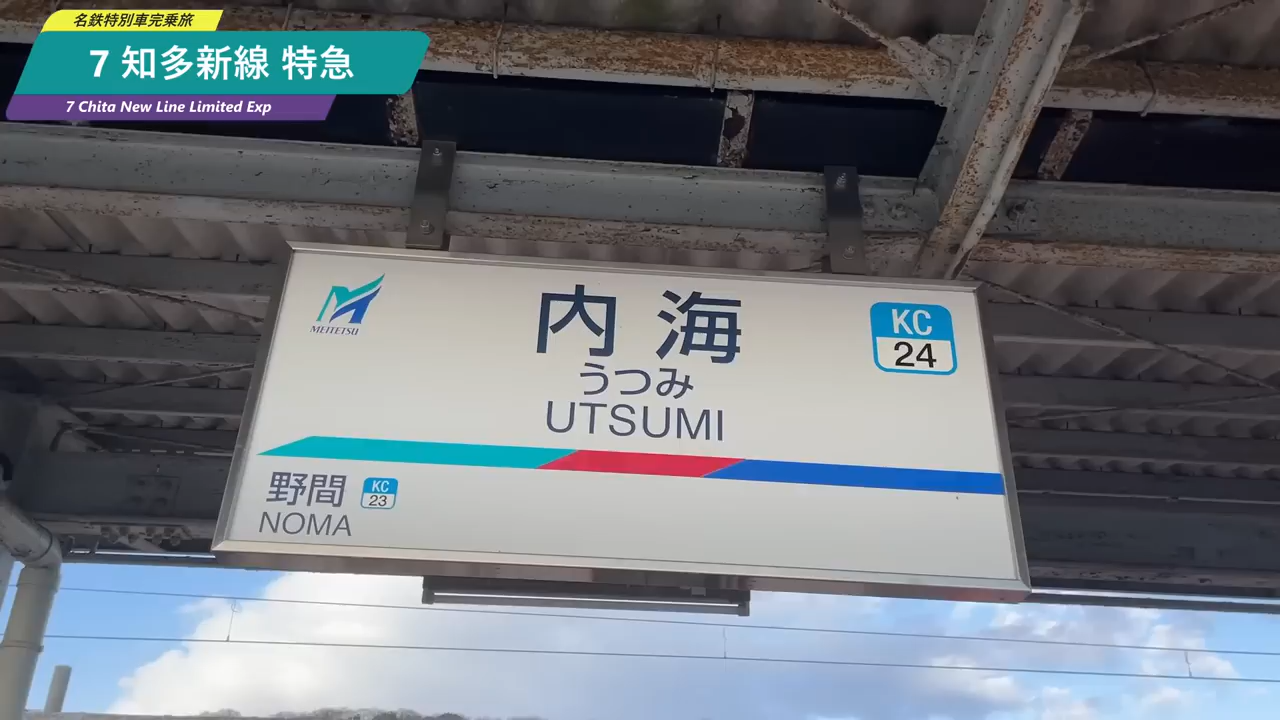 名鉄特別車完乗旅
7 知多新線 特急
7 Chita New Line Limited Exp
MEITETSU
内海
うつみ
UTSUMI
KC
24
野間
KC
23
NOMA